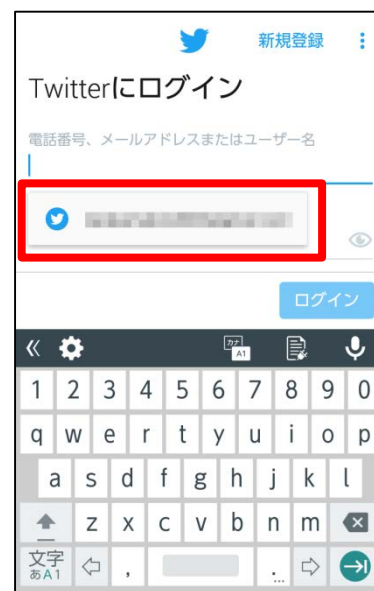 新規登録
Twitterにログイン
電話番号、メールアドレスまたはユーザー名
ログイン
カナ
A1
1 2 3 4 5 6 7 8 9 0
q w e r t y u i o p
a s d f g h j k l
z x c v b n m
文字 , . ...
あA1